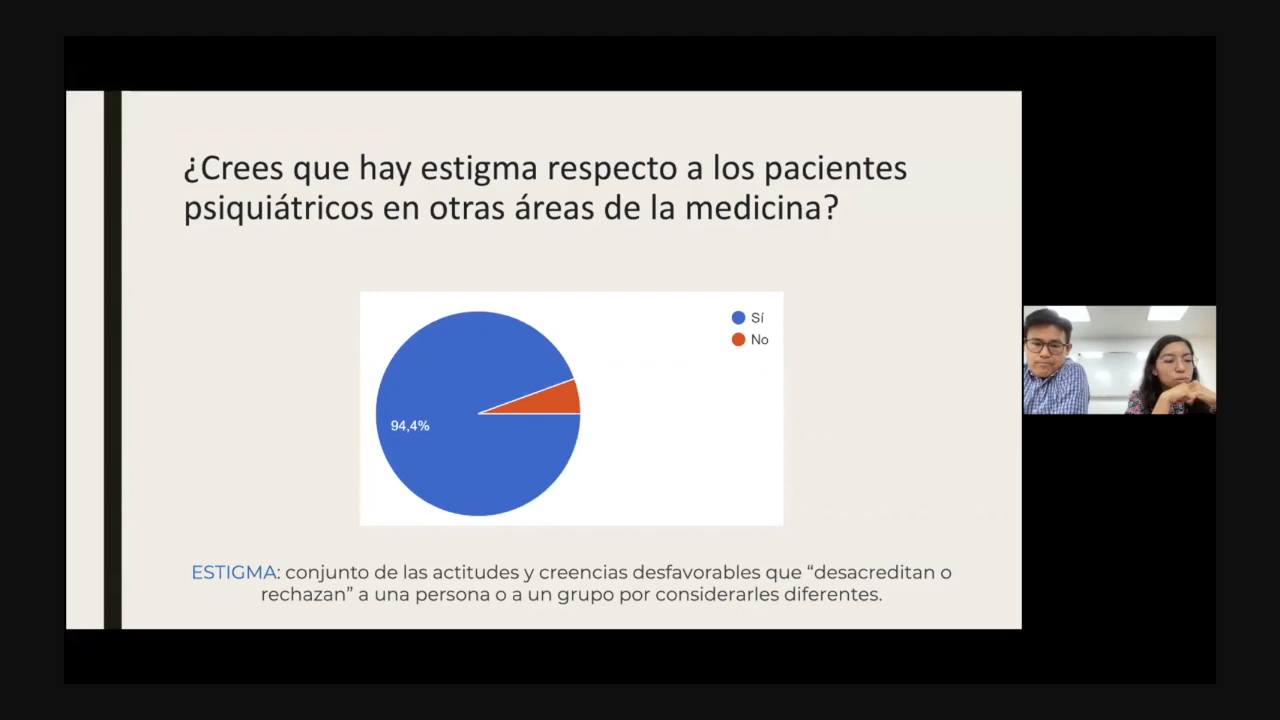 ¿Crees que hay estigma respecto a los pacientes
psiquiátricos en otras áreas de la medicina?
Sí
No
94,4%
ESTIGMA: conjunto de las actitudes y creencias desfavorables que “desacreditan o
rechazan” a una persona o a un grupo por considerarles diferentes.